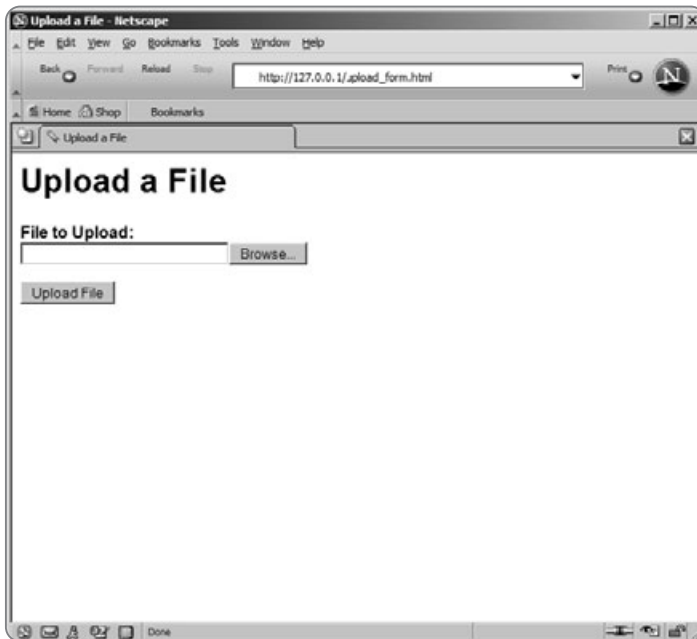 Upload a File - Netscape
File Edit View Go Bookmarks Tools Window Help
Back Forward Reload Stop http://127.0.0.1/upload_form.html Print N
Home Shop Bookmarks
Upload a File
Upload a File
File to Upload:
Browse...
Upload File
Done